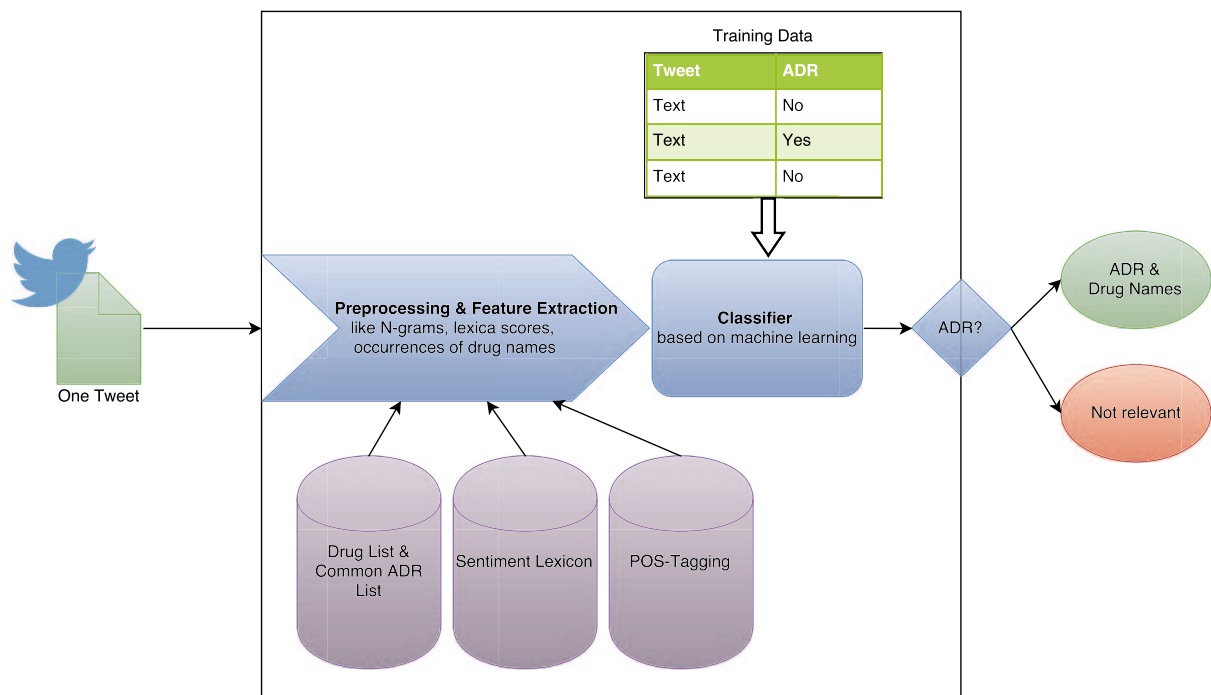 Training Data
Tweet ADR
Text No
Text Yes
Text No
One Tweet
Preprocessing & Feature Extraction
like N-grams, lexica scores,
occurrences of drug names
Classifier
based on machine learning
ADR?
ADR &
Drug Names
Not relevant
Drug List &
Common ADR
List
Sentiment Lexicon
POS-Tagging